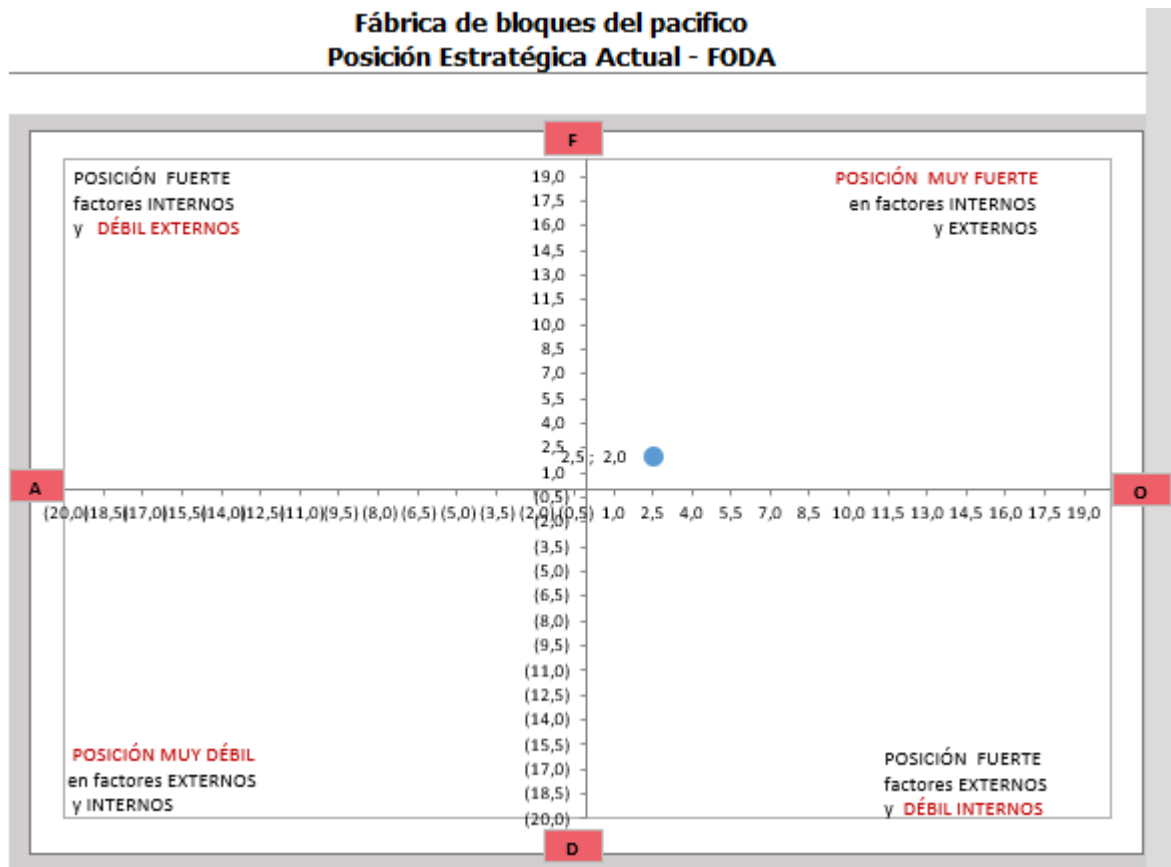 Fábrica de bloques del pacifico
Posición Estratégica Actual - FODA
F
POSICIÓN FUERTE
factores INTERNOS
y DÉBIL EXTERNOS
POSICIÓN MUY FUERTE
en factores INTERNOS
y EXTERNOS
19,0
17,5
16,0
14,5
13,0
11,5
10,0
8,5
7,0
5,5
4,0
2,5
2,5 ; 2,0
1,0
A
O
(0,5)
(20,0) (18,5) (17,0) (15,5) (14,0) (12,5) (11,0) (9,5) (8,0) (6,5) (5,0) (3,5) (2,0) (0,5) 1,0 2,5 4,0 5,5 7,0 8,5 10,0 11,5 13,0 14,5 16,0 17,5 19,0
(2,0)
(3,5)
(5,0)
(6,5)
(8,0)
(9,5)
(11,0)
(12,5)
(14,0)
(15,5)
(17,0)
(18,5)
(20,0)
POSICIÓN MUY DÉBIL
en factores EXTERNOS
y INTERNOS
POSICIÓN FUERTE
factores EXTERNOS
y DÉBIL INTERNOS
D